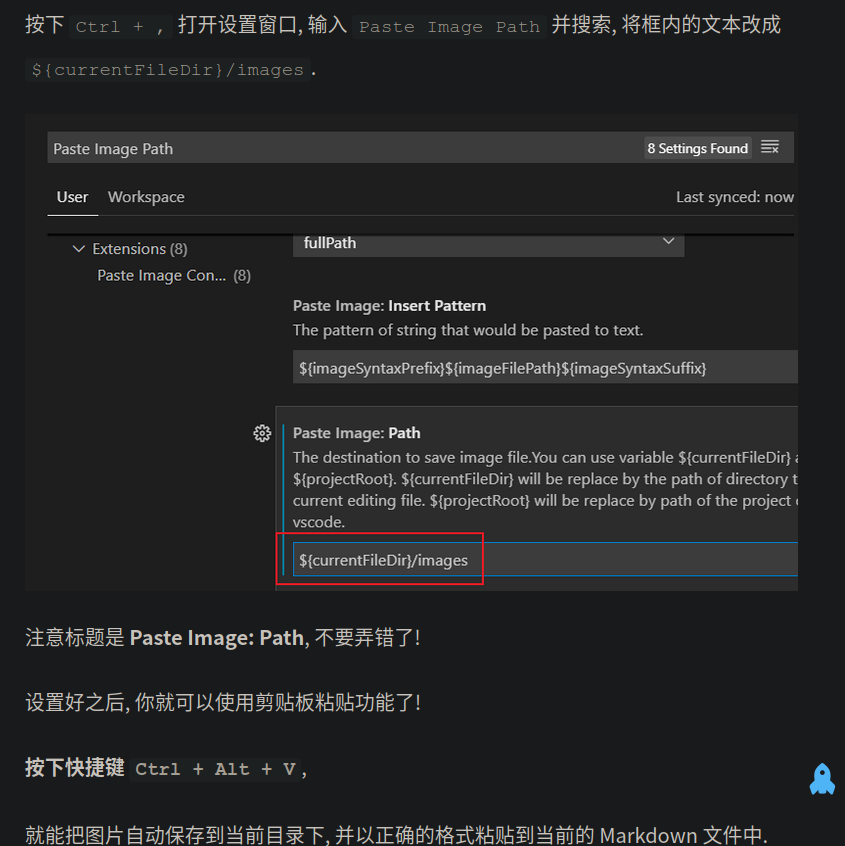 按下 Ctrl + , 打开设置窗口, 输入 Paste Image Path 并搜索, 将框内的文本改成
${currentFileDir}/images .
Paste Image Path
8 Settings Found
User Workspace
Last synced: now
Extensions (8)
fullPath
Paste Image Con... (8)
Paste Image: Insert Pattern
The pattern of string that would be pasted to text.
${imageSyntaxPrefix}${imageFilePath}${imageSyntaxSuffix}
Paste Image: Path
The destination to save image file.You can use variable ${currentFileDir} a
${projectRoot}. ${currentFileDir} will be replace by the path of directory t
current editing file. ${projectRoot} will be replace by path of the project
vscode.
${currentFileDir}/images
注意标题是 Paste Image: Path, 不要弄错了!
设置好之后, 你就可以使用剪贴板粘贴功能了!
按下快捷键 Ctrl + Alt + V ,
就能把图片自动保存到当前目录下, 并以正确的格式粘贴到当前的 Markdown 文件中.